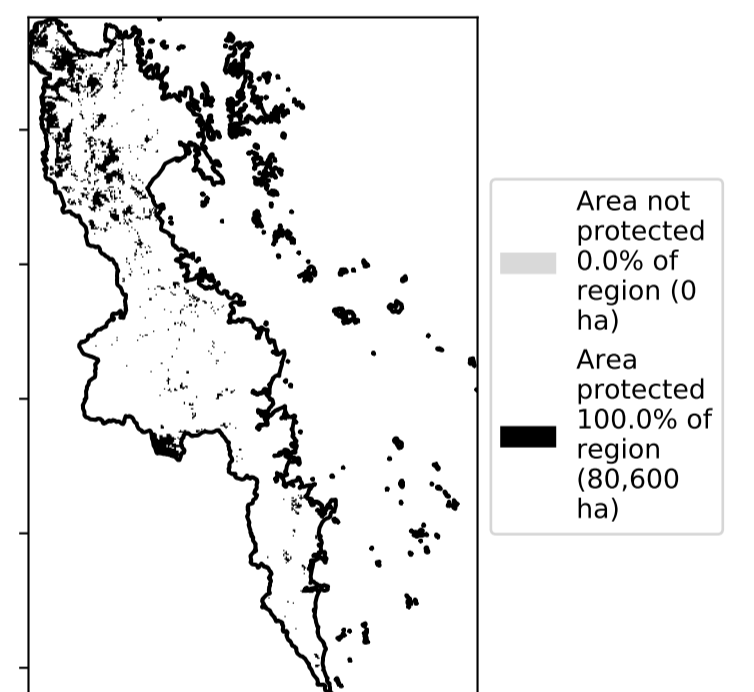 Area not
protected
0.0% of
region (0
ha)
Area
protected
100.0% of
region
(80,600
ha)